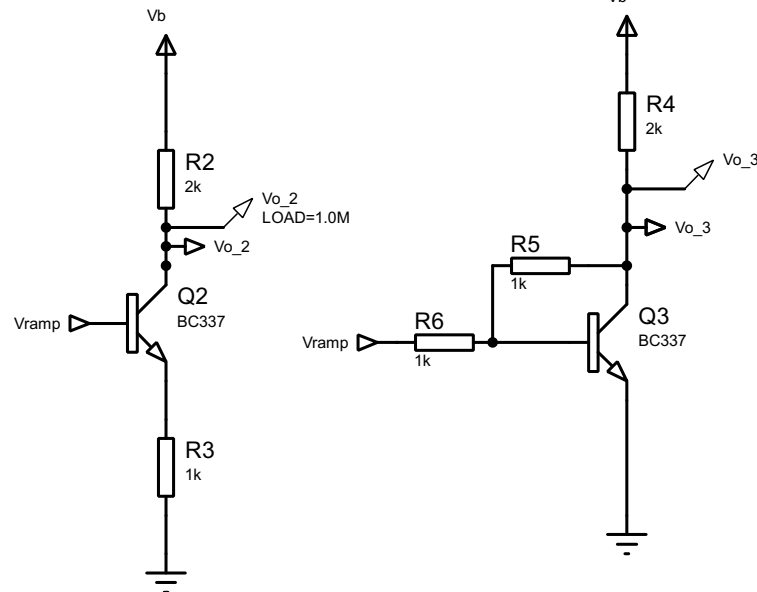 Vb
R2
2k
Vo_2
LOAD=1.0M
Vo_2
Q2
BC337
Vramp
R3
1k
Vb
R4
2k
Vo_3
Vo_3
R5
1k
Q3
BC337
Vramp
R6
1k